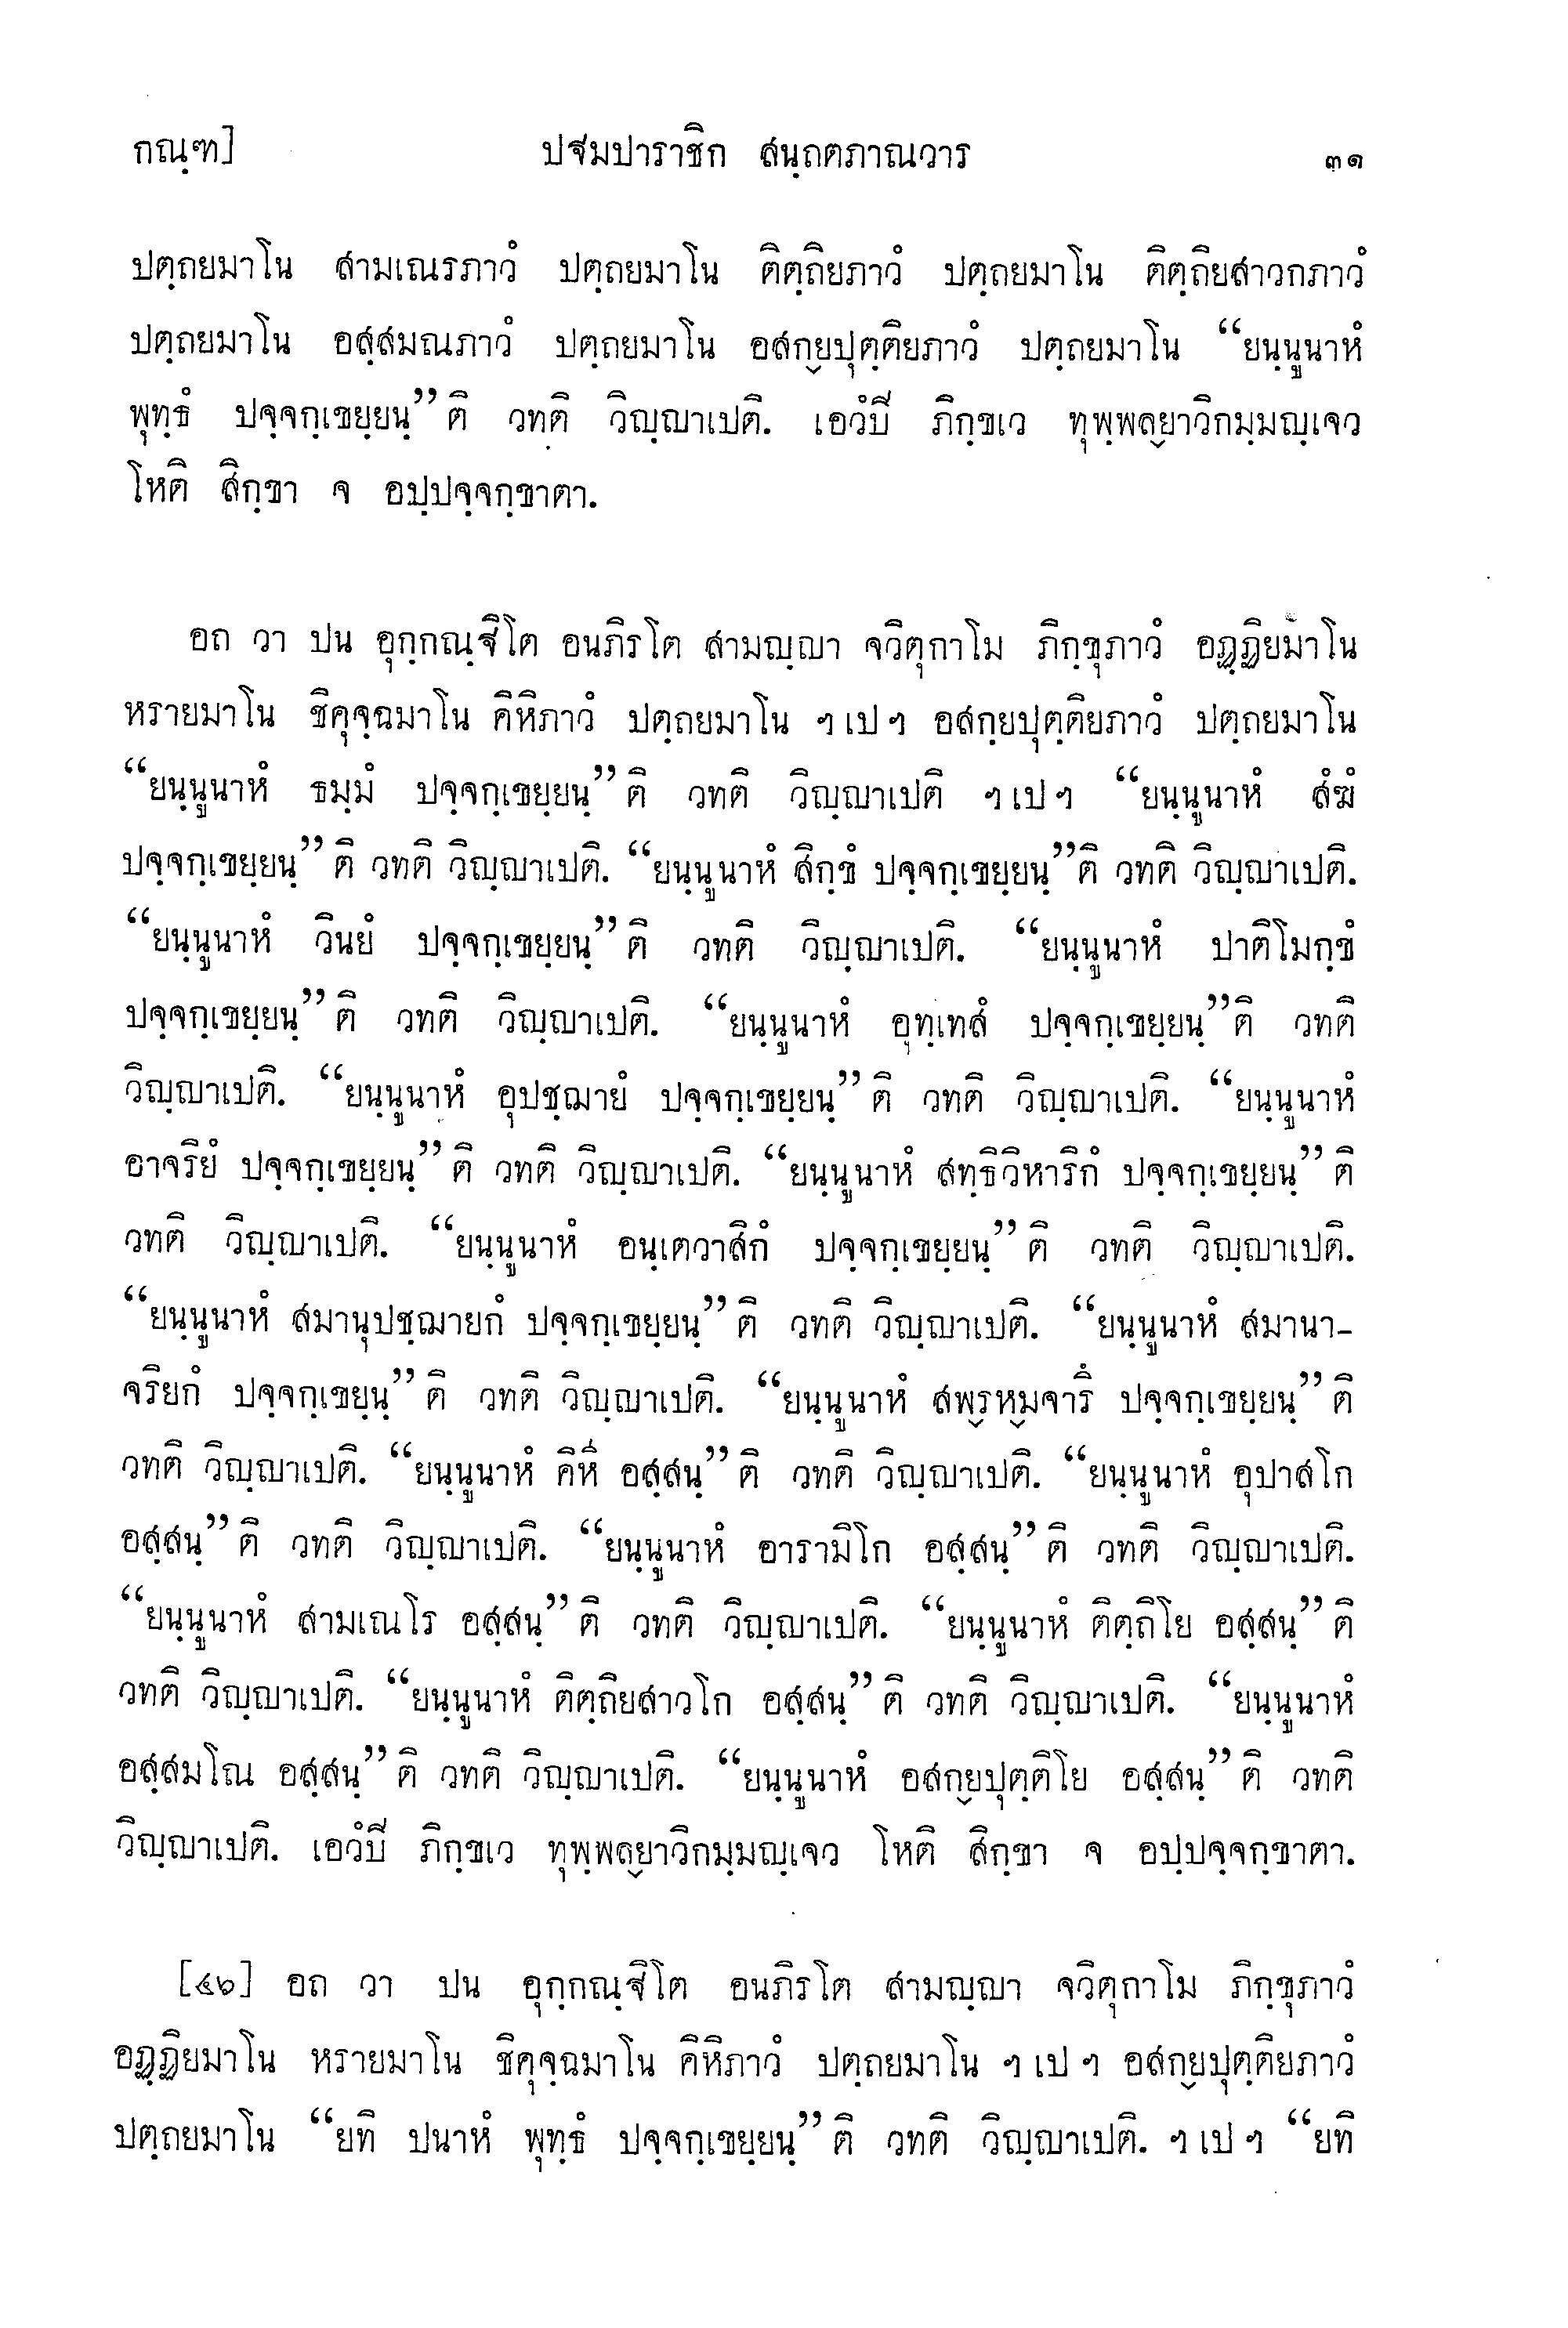 กณฺฑ] ปฐมปาราชิก สนฺถตภาณวาร ๓๑
ปตฺถยมาโน สามเณรภาวํ ปตฺถยมาโน ติตฺถิยภาวํ ปตฺถยมาโน ติตฺถิยสาวกภาวํ
ปตฺถยมาโน อสฺสมณภาวํ ปตฺถยมาโน อสกฺยปุตฺติยภาวํ ปตฺถยมาโน “ยนฺนูนาหํ
พุทฺธํ ปจฺจกฺเขยฺยนฺ”ติ วทติ วิญฺญาเปติ. เอวํปิ ภิกฺขเว ทุพฺพลฺยาวิกมฺมญฺเจว
โหติ สิกฺขา จ อปฺปจฺจกฺขาตา.
อถ วา ปน อุกฺกณฺฐิโต อนภิรโต สามญฺญา จวิตุกาโม ภิกฺขุภาวํ อฏฺฏิยมาโน
หรายมาโน ชิคุจฺฉมาโน คิหิภาวํ ปตฺถยมาโน ฯ เป ฯ อสกฺยปุตฺติยภาวํ ปตฺถยมาโน
“ยนฺนูนาหํ ธมฺมํ ปจฺจกฺเขยฺยนฺ”ติ วทติ วิญฺญาเปติ ฯ เป ฯ “ยนฺนูนาหํ สํฆํ
ปจฺจกฺเขยฺยนฺ”ติ วทติ วิญฺญาเปติ. “ยนฺนูนาหํ สิกฺขํ ปจฺจกฺเขยฺยนฺ”ติ วทติ วิญฺญาเปติ.
“ยนฺนูนาหํ วินยํ ปจฺจกฺเขยฺยนฺ”ติ วทติ วิญฺญาเปติ. “ยนฺนูนาหํ ปาติโมกฺขํ
ปจฺจกฺเขยฺยนฺ”ติ วทติ วิญฺญาเปติ. “ยนฺนูนาหํ อุทฺเทสํ ปจฺจกฺเขยฺยนฺ”ติ วทติ
วิญฺญาเปติ. “ยนฺนูนาหํ อุปชฺฌายํ ปจฺจกฺเขยฺยนฺ”ติ วทติ วิญฺญาเปติ. “ยนฺนูนาหํ
อาจริยํ ปจฺจกฺเขยฺยนฺ”ติ วทติ วิญฺญาเปติ. “ยนฺนูนาหํ สทฺธิวิหาริกํ ปจฺจกฺเขยฺยนฺ”ติ
วทติ วิญฺญาเปติ. “ยนฺนูนาหํ อนฺเตวาสิกํ ปจฺจกฺเขยฺยนฺ”ติ วทติ วิญฺญาเปติ.
“ยนฺนูนาหํ สมานุปชฺฌายกํ ปจฺจกฺเขยฺยนฺ”ติ วทติ วิญฺญาเปติ. “ยนฺนูนาหํ สมานา-
จริยกํ ปจฺจกฺเขยฺนฺ”ติ วทติ วิญฺญาเปติ. “ยนฺนูนาหํ สพฺรหฺมจารึ ปจฺจกฺเขยฺยนฺ”ติ
วทติ วิญฺญาเปติ. “ยนฺนูนาหํ คิหี อสฺสนฺ”ติ วทติ วิญฺญาเปติ. “ยนฺนูนาหํ อุปาสโก
อสฺสนฺ”ติ วทติ วิญฺญาเปติ. “ยนฺนูนาหํ อารามิโก อสฺสนฺ”ติ วทติ วิญฺญาเปติ.
“ยนฺนูนาหํ สามเณโร อสฺสนฺ”ติ วทติ วิญฺญาเปติ. “ยนฺนูนาหํ ติตฺถิโย อสฺสนฺ”ติ
วทติ วิญฺญาเปติ. “ยนฺนูนาหํ ติตฺถิยสาวโก อสฺสนฺ”ติ วทติ วิญฺญาเปติ. “ยนฺนูนาหํ
อสฺสมโณ อสฺสนฺ”ติ วทติ วิญฺญาเปติ. “ยนฺนูนาหํ อสกฺยปุตฺติโย อสฺสนฺ”ติ วทติ
วิญฺญาเปติ. เอวํปิ ภิกฺขเว ทุพฺพลฺยาวิกมฺมญฺเจว โหติ สิกฺขา จ อปฺปจฺจกฺขาตา.
[๔๖] อถ วา ปน อุกฺกณฺฐิโต อนภิรโต สามญฺญา จวิตุกาโม ภิกฺขุภาวํ
อฏฺฏิยมาโน หรายมาโน ชิคุจฺฉมาโน คิหิภาวํ ปตฺถยมาโน ฯ เป ฯ อสกฺยปุตฺติยภาวํ
ปตฺถยมาโน “ยทิ ปนาหํ พุทฺธํ ปจฺจกฺเขยฺยนฺ”ติ วทติ วิญฺญาเปติ. ฯ เป ฯ “ยทิ